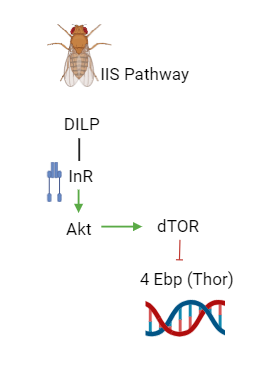 IIS Pathway
DILP
InR
Akt
dTOR
4 Ebp (Thor)